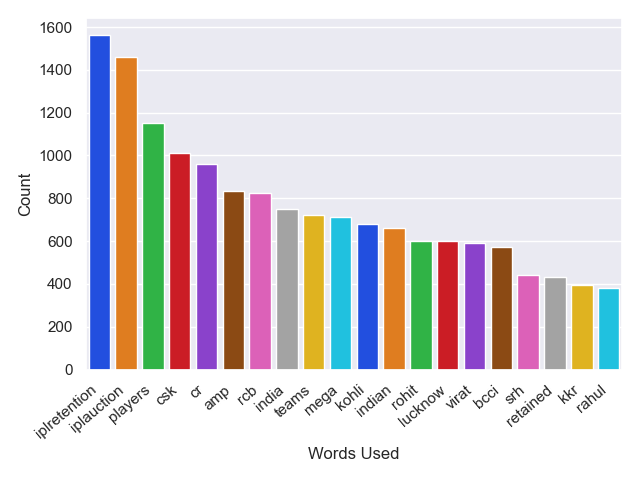 1600
1400
1200
1000
800
600
400
200
0
Count
iplretention
iplauction
players
csk
cr
amp
rcb
india
teams
mega
kohli
indian
rohit
lucknow
virat
bcci
srh
retained
kkr
rahul
Words Used